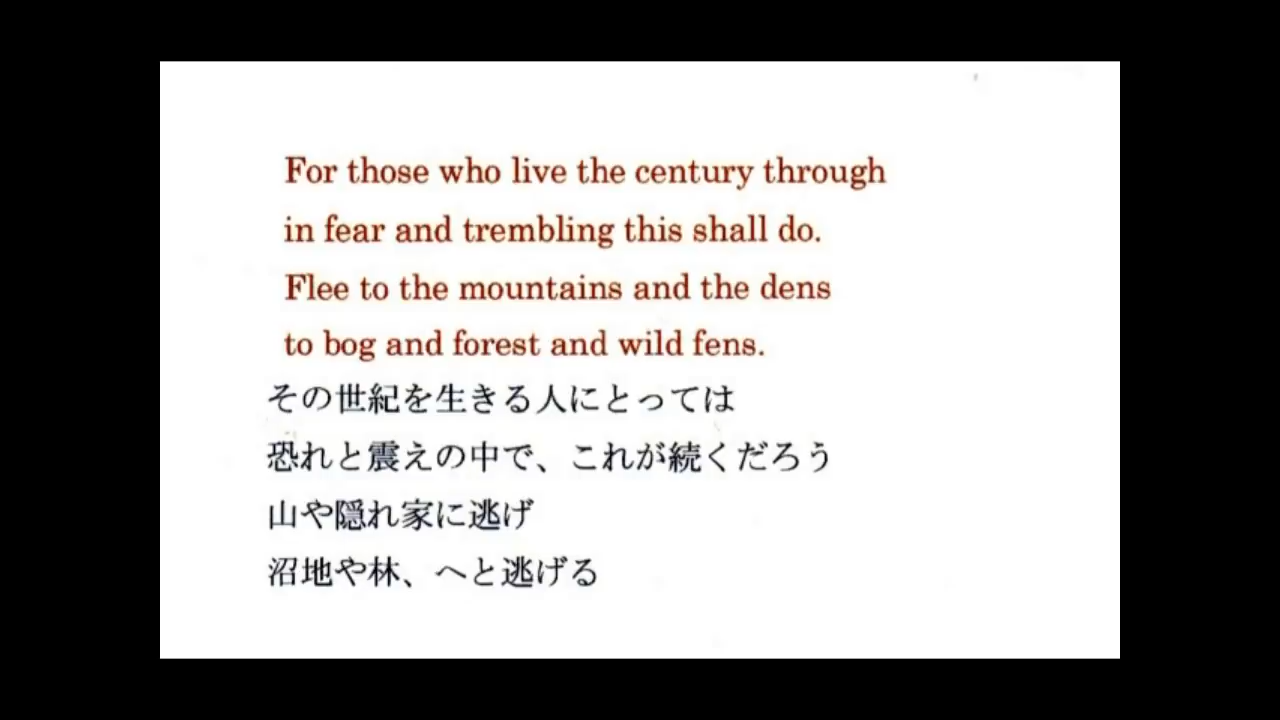 For those who live the century through
in fear and trembling this shall do.
Flee to the mountains and the dens
to bog and forest and wild fens.
その世紀を生きる人にとっては
恐れと震えの中で、これが続くだろう
山や隠れ家に逃げ
沼地や林、へと逃げる